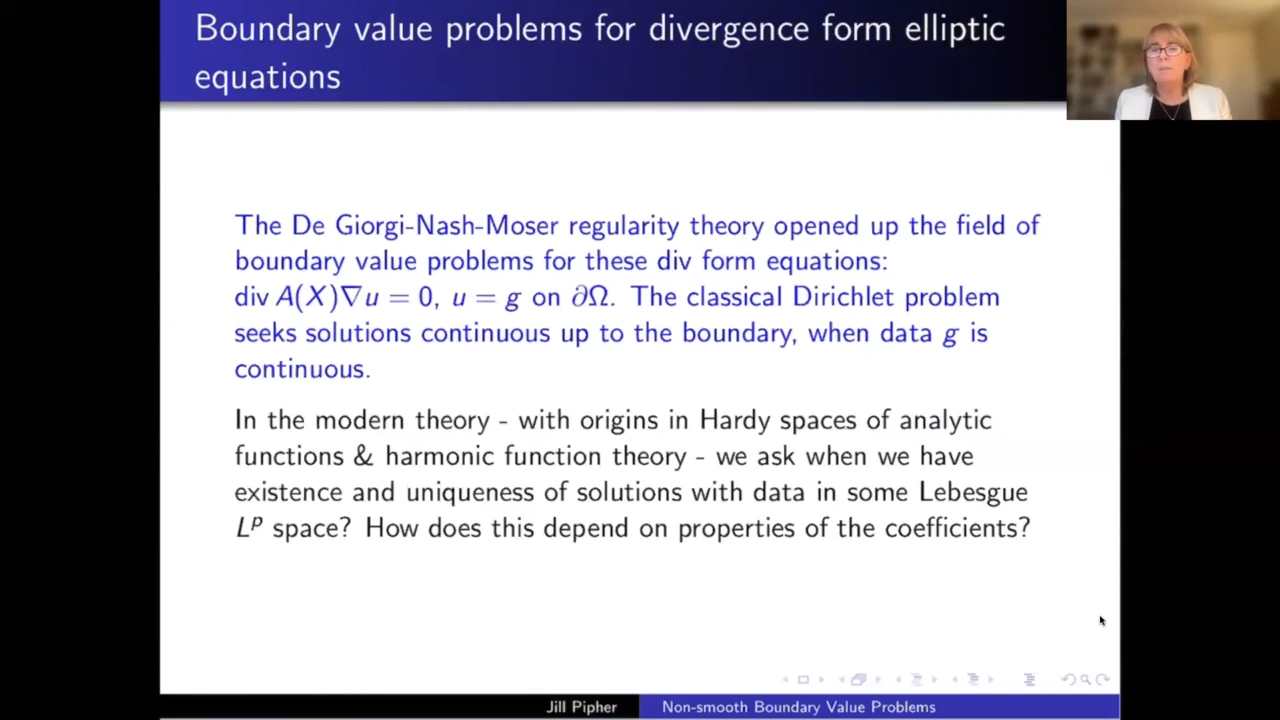 Boundary value problems for divergence form elliptic
equations
The De Giorgi-Nash-Moser regularity theory opened up the field of
boundary value problems for these div form equations:
div A(X)∇u = 0, u = g on ∂Ω. The classical Dirichlet problem
seeks solutions continuous up to the boundary, when data g is
continuous.
In the modern theory - with origins in Hardy spaces of analytic
functions & harmonic function theory - we ask when we have
existence and uniqueness of solutions with data in some Lebesgue
Lᵖ space? How does this depend on properties of the coefficients?
Jill Pipher
Non-smooth Boundary Value Problems